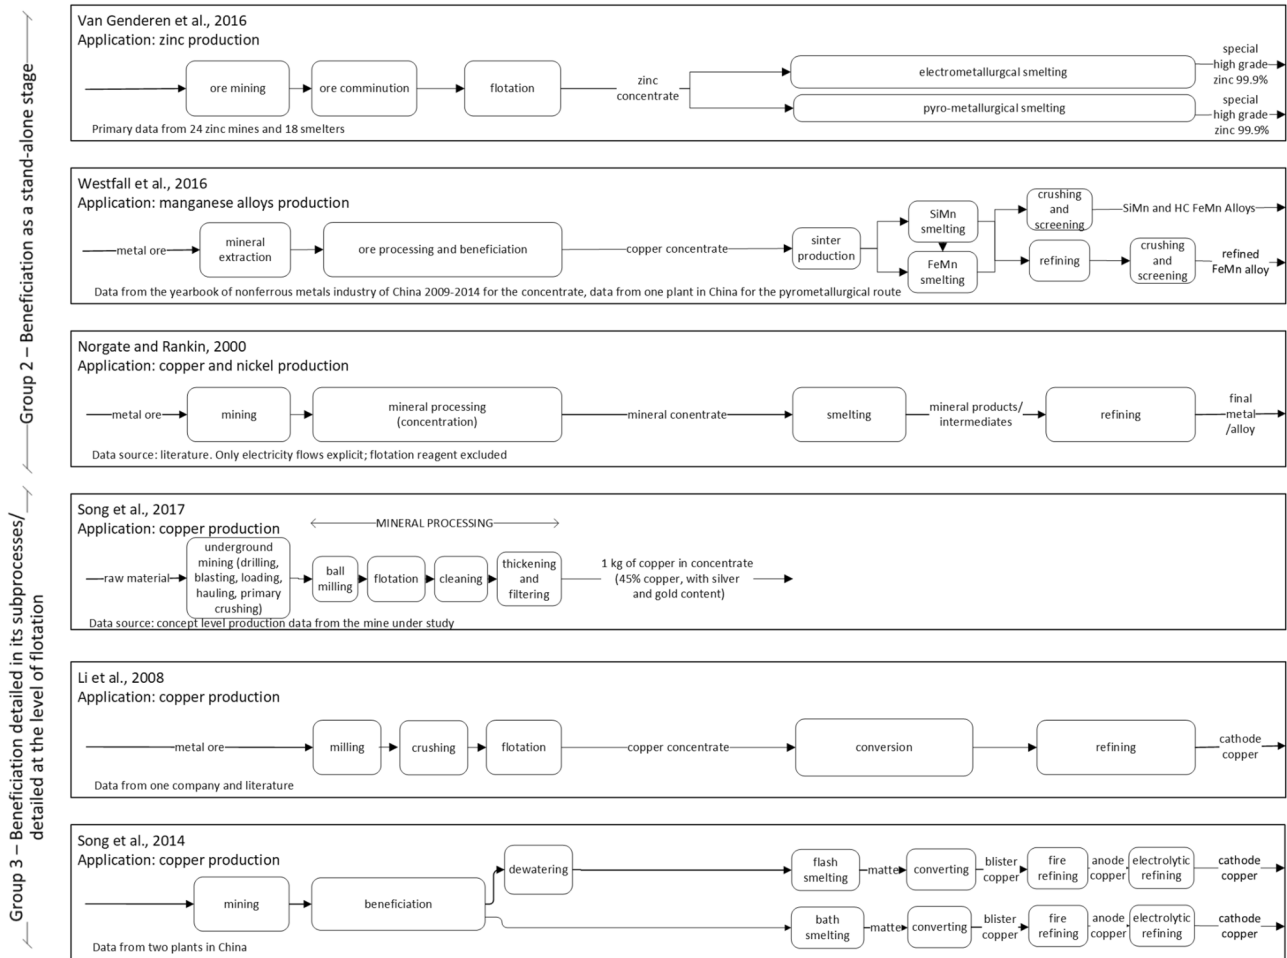 Group 2 – Beneficiation as a stand-alone stage
Van Genderen et al., 2016
Application: zinc production
ore mining
ore comminution
flotation
zinc
concentrate
electrometallurgcal smelting
special
high grade
zinc 99.9%
pyro-metallurgical smelting
special
high grade
zinc 99.9%
Primary data from 24 zinc mines and 18 smelters
Westfall et al., 2016
Application: manganese alloys production
metal ore
mineral
extraction
ore processing and beneficiation
copper concentrate
sinter
production
SiMn
smelting
FeMn
smelting
crushing
and
screening
SiMn and HC FeMn Alloys
refining
crushing
and
screening
refined
FeMn alloy
Data from the yearbook of nonferrous metals industry of China 2009-2014 for the concentrate, data from one plant in China for the pyrometallurgical route
Norgate and Rankin, 2000
Application: copper and nickel production
metal ore
mining
mineral processing
(concentration)
mineral conentrate
smelting
mineral products/
intermediates
refining
final
metal
/alloy
Data source: literature. Only electricity flows explicit; flotation reagent excluded
Group 3 – Beneficiation detailed in its subprocesses/
detailed at the level of flotation
Song et al., 2017
Application: copper production
MINERAL PROCESSING
raw material
underground
mining (drilling,
blasting, loading,
hauling, primary
crushing)
ball
milling
flotation
cleaning
thickening
and
filtering
1 kg of copper in concentrate
(45% copper, with silver
and gold content)
Data source: concept level production data from the mine under study
Li et al., 2008
Application: copper production
metal ore
milling
crushing
flotation
copper concentrate
conversion
refining
cathode
copper
Data from one company and literature
Song et al., 2014
Application: copper production
mining
beneficiation
dewatering
flash
smelting
matte
converting
blister
copper
fire
refining
anode
copper
electrolytic
refining
cathode
copper
bath
smelting
matte
converting
blister
copper
fire
refining
anode
copper
electrolytic
refining
cathode
copper
Data from two plants in China